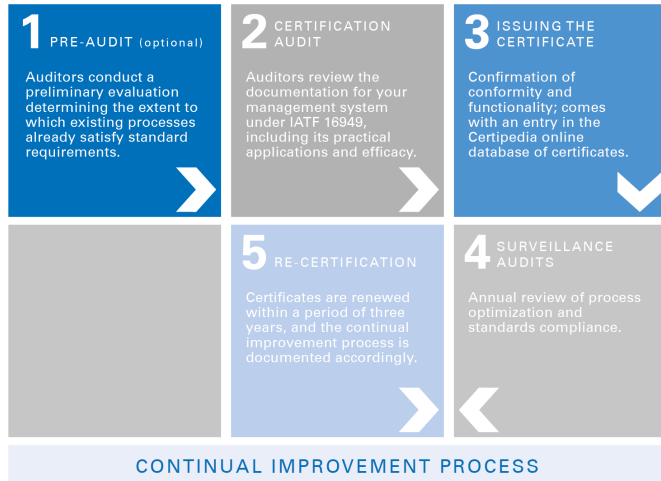 1 PRE-AUDIT (optional)
Auditors conduct a
preliminary evaluation
determining the extent to
which existing processes
already satisfy standard
requirements.
2 CERTIFICATION
AUDIT
Auditors review the
documentation for your
management system
under IATF 16949,
including its practical
applications and efficacy.
3 ISSUING THE
CERTIFICATE
Confirmation of
conformity and
functionality; comes
with an entry in the
Certipedia online
database of certificates.
4 SURVEILLANCE
AUDITS
Annual review of process
optimization and
standards compliance.
5 RE-CERTIFICATION
Certificates are renewed
within a period of three
years, and the continual
improvement process is
documented accordingly.
CONTINUAL IMPROVEMENT PROCESS